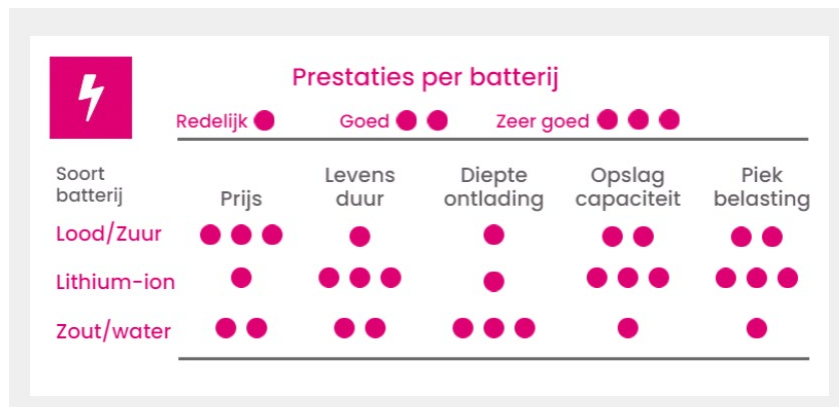 Prestaties per batterij
Redelijk Goed Zeer goed
Soort
batterij
Prijs
Levens
duur
Diepte
ontlading
Opslag
capaciteit
Piek
belasting
Lood/Zuur
Lithium-ion
Zout/water